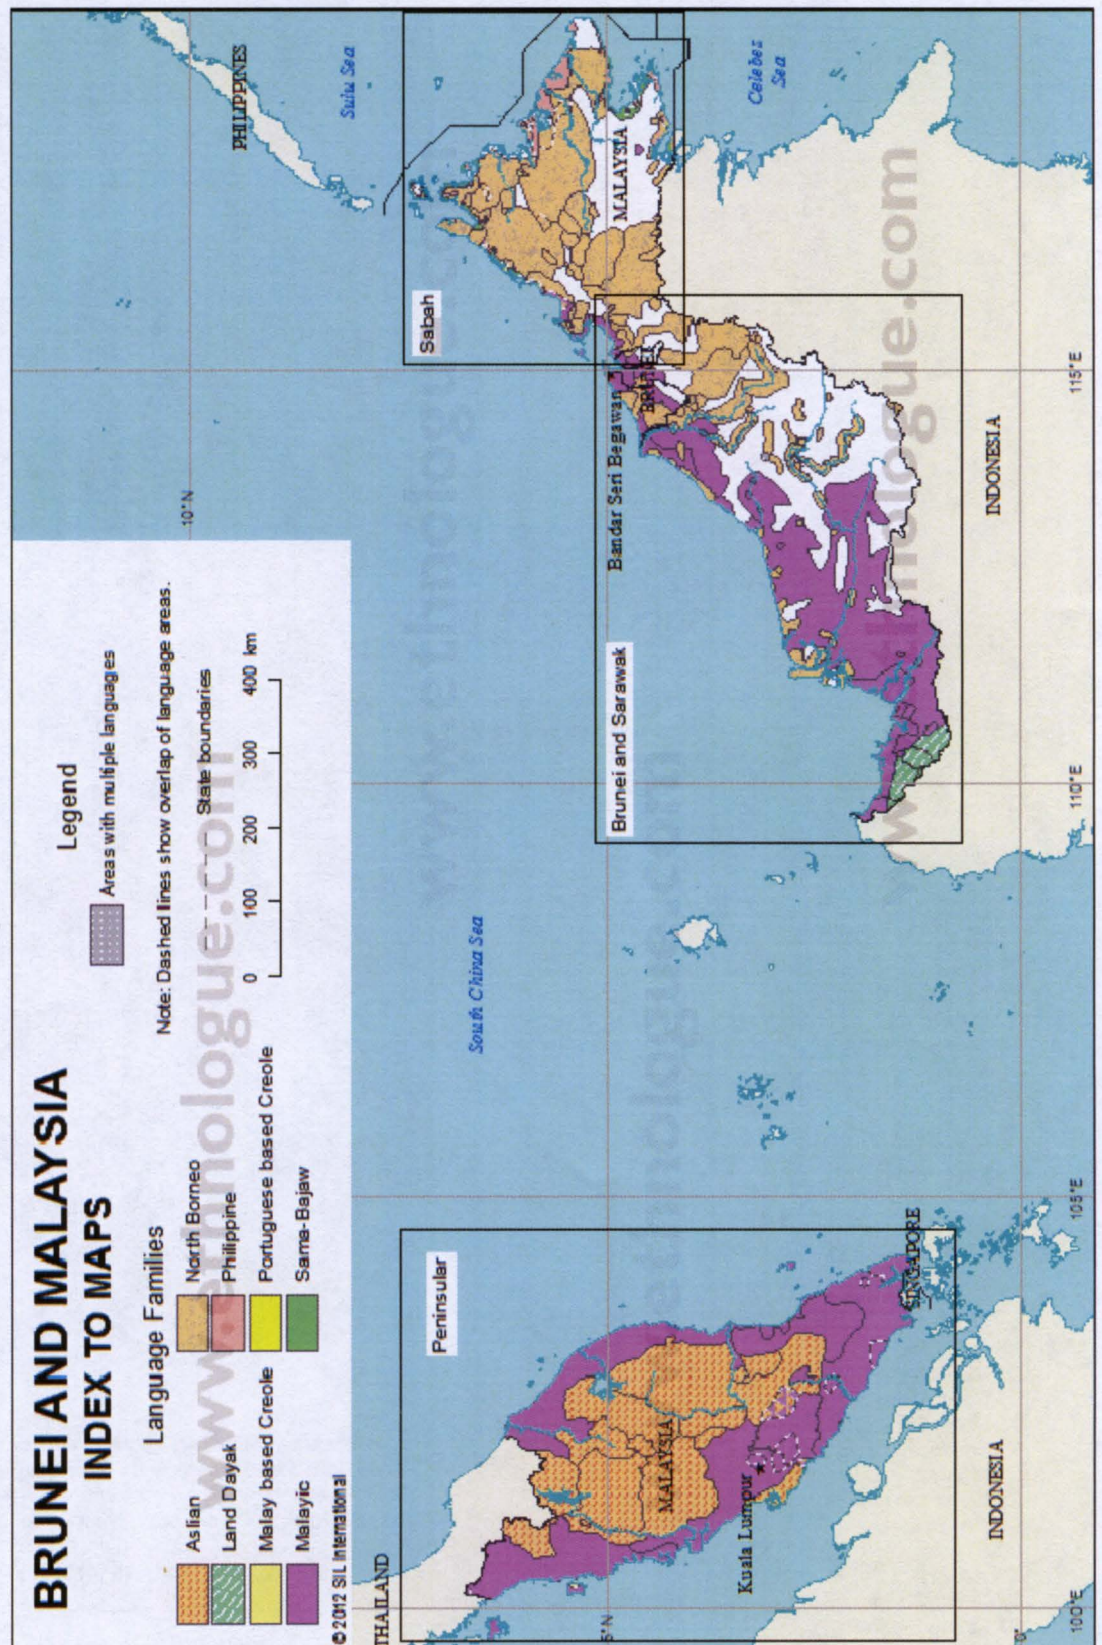 BRUNEI AND MALAYSIA
INDEX TO MAPS
Language Families
Aslian
North Borneo
Land Dayak
Philippine
Malay based Creole
Portuguese based Creole
Malayic
Sama-Bajaw
Legend
Areas with multiple languages
Note: Dashed lines show overlap of language areas.
State boundaries
0 100 200 300 400 km
© 2012 SIL International
www.ethnologue.com
THAILAND
Peninsular
MALAYSIA
Kuala Lumpur
SINGAPORE
INDONESIA
South China Sea
Brunei and Sarawak
Bandar Seri Begawan
BRUNEI
INDONESIA
Sabah
MALAYSIA
PHILIPPINES
Sulu Sea
Celebes
Sea
10°N
5°N
0°
100°E
105°E
110°E
115°E